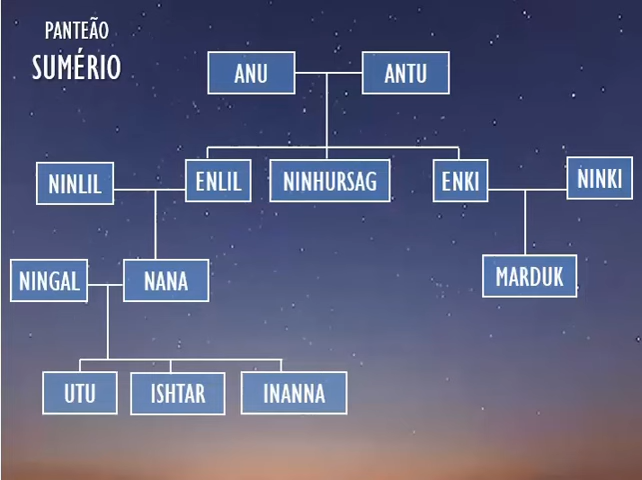 PANTEÃO
SUMÉRIO
ANU
ANTU
NINLIL
ENLIL
NINHURSAG
ENKI
NINKI
NINGAL
NANA
MARDUK
UTU
ISHTAR
INANNA